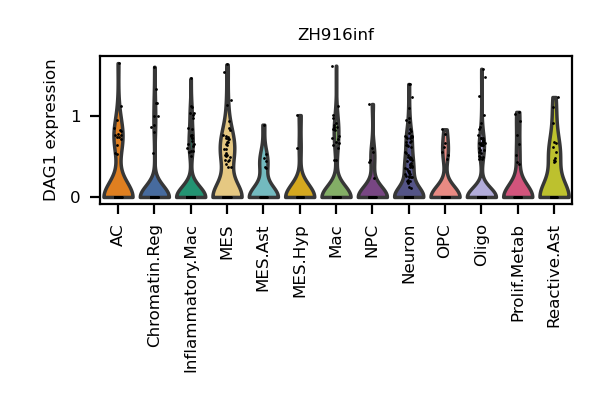 ZH916inf
DAG1 expression
1
0
AC
Chromatin.Reg
Inflammatory.Mac
MES
MES.Ast
MES.Hyp
Mac
NPC
Neuron
OPC
Oligo
Prolif.Metab
Reactive.Ast